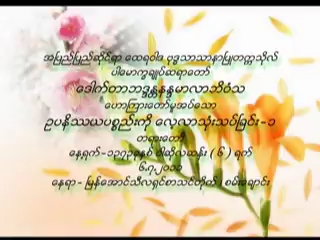 အပြည်ပြည်ဆိုင်ရာ ထေရဝါဒ ဗုဒ္ဓသာသနာပြုတက္ကသိုလ်
ပါမောက္ခချုပ်ဆရာတော်
ဒေါက်တာဘဒ္ဒန္တနန္ဒမာလာဘိဝံသ
ဟောကြားတော်မူအပ်သော
ဥပနိဿယပစ္စည်းကို လေ့လာသုံးသပ်ခြင်း - ၁
တရားတော်
နေ့ရက် - ၁၃၇၃ခုနှစ် ဝါဆိုလဆန်း ( ၆ ) ရက်
၆.၇.၂၀၁၁
နေရာ - မြန်အောင်သီလရှင်စာသင်တိုက် ၊ စမ်းချောင်း